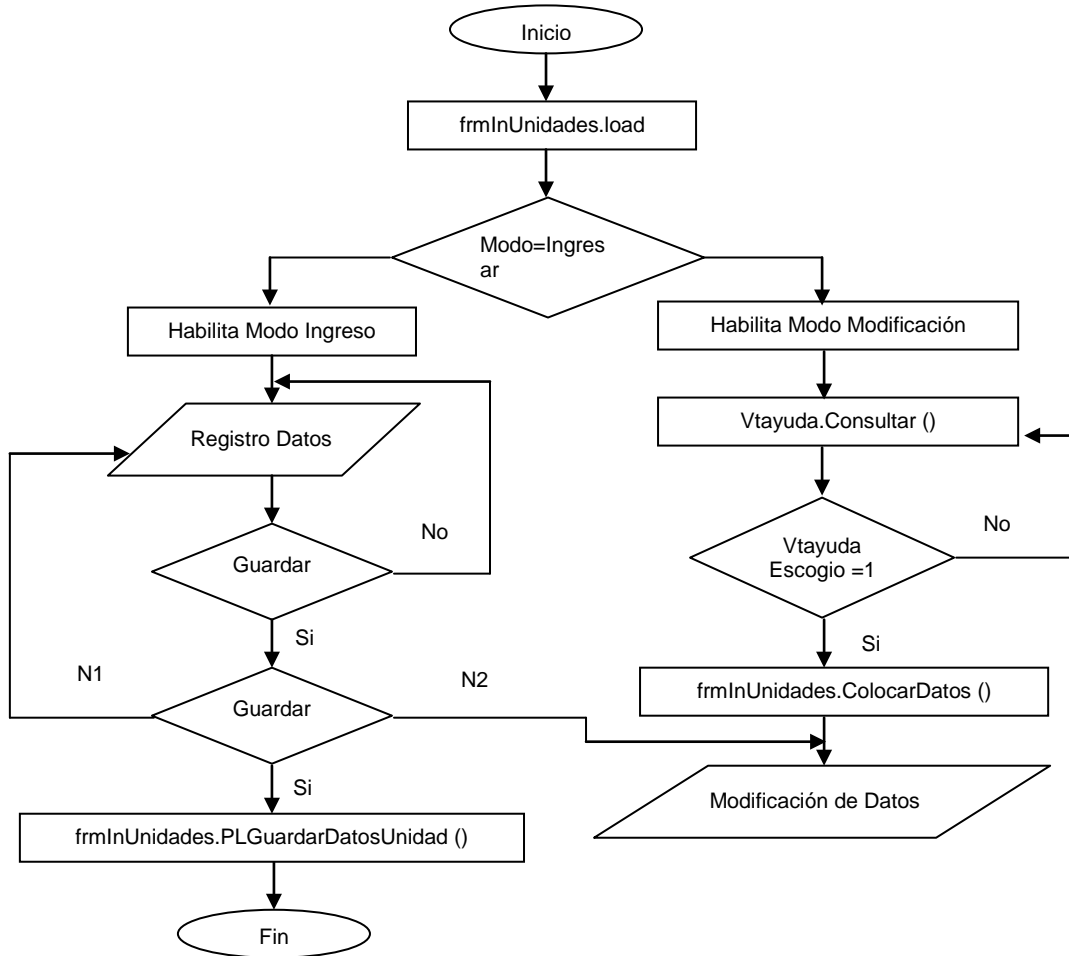 Inicio
frmInUnidades.load
Modo=Ingres
ar
Habilita Modo Ingreso
Habilita Modo Modificación
Registro Datos
Vtayuda.Consultar ()
Guardar
No
Vtayuda
Escogio =1
No
Si
Si
N1
N2
Guardar
frmInUnidades.ColocarDatos ()
Si
Modificación de Datos
frmInUnidades.PLGuardarDatosUnidad ()
Fin